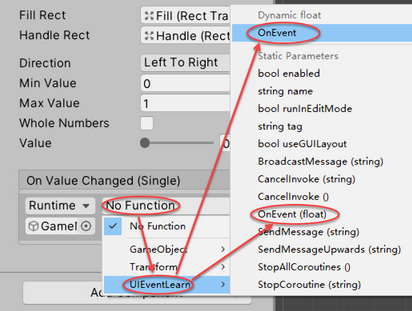 Fill Rect
Fill (Rect Tra
Handle Rect
Handle (Rect
Direction
Left To Right
Min Value
0
Max Value
1
Whole Numbers
Value
On Value Changed (Single)
Runtime
No Function
GameI
No Function
GameObject
Transform
UIEventLearn
Add Component
Dynamic float
OnEvent
Static Parameters
bool enabled
string name
bool runInEditMode
string tag
bool useGUILayout
BroadcastMessage (string)
CancelInvoke (string)
CancelInvoke ()
OnEvent (float)
SendMessage (string)
SendMessageUpwards (string)
StopAllCoroutines ()
StopCoroutine (string)